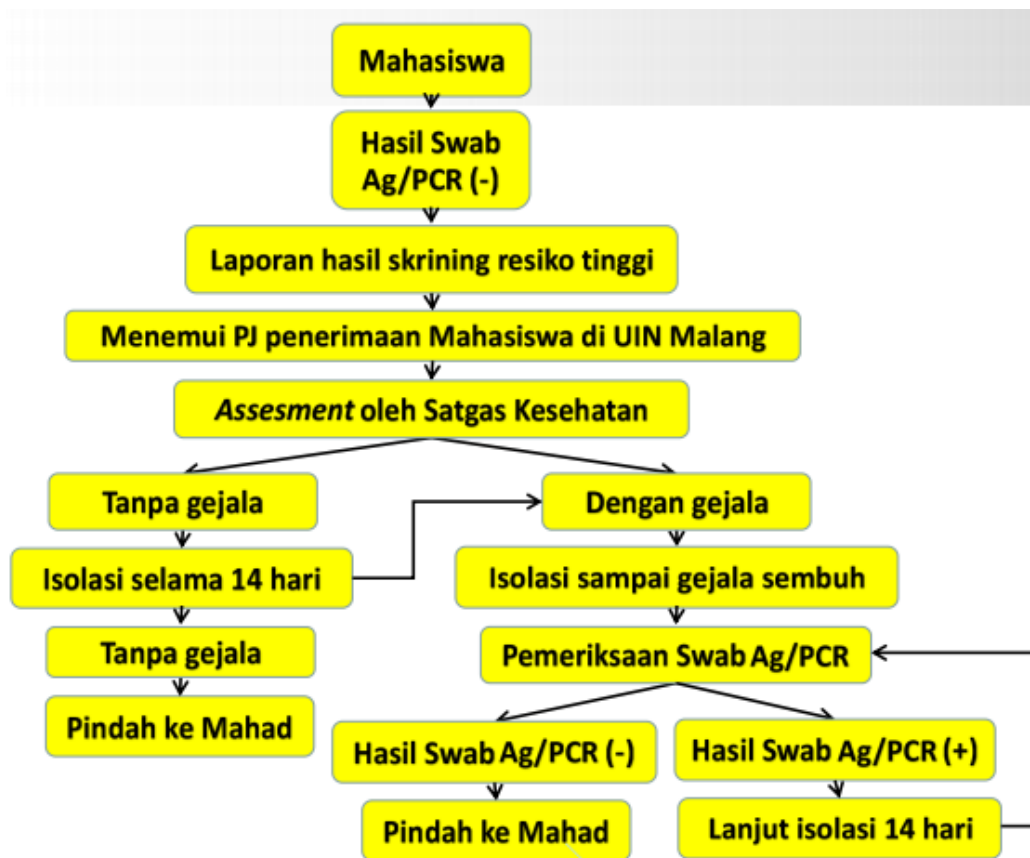 Mahasiswa
Hasil Swab
Ag/PCR (-)
Laporan hasil skrining resiko tinggi
Menemui PJ penerimaan Mahasiswa di UIN Malang
Assesment oleh Satgas Kesehatan
Tanpa gejala
Dengan gejala
Isolasi selama 14 hari
Isolasi sampai gejala sembuh
Tanpa gejala
Pemeriksaan Swab Ag/PCR
Pindah ke Mahad
Hasil Swab Ag/PCR (-)
Hasil Swab Ag/PCR (+)
Pindah ke Mahad
Lanjut isolasi 14 hari